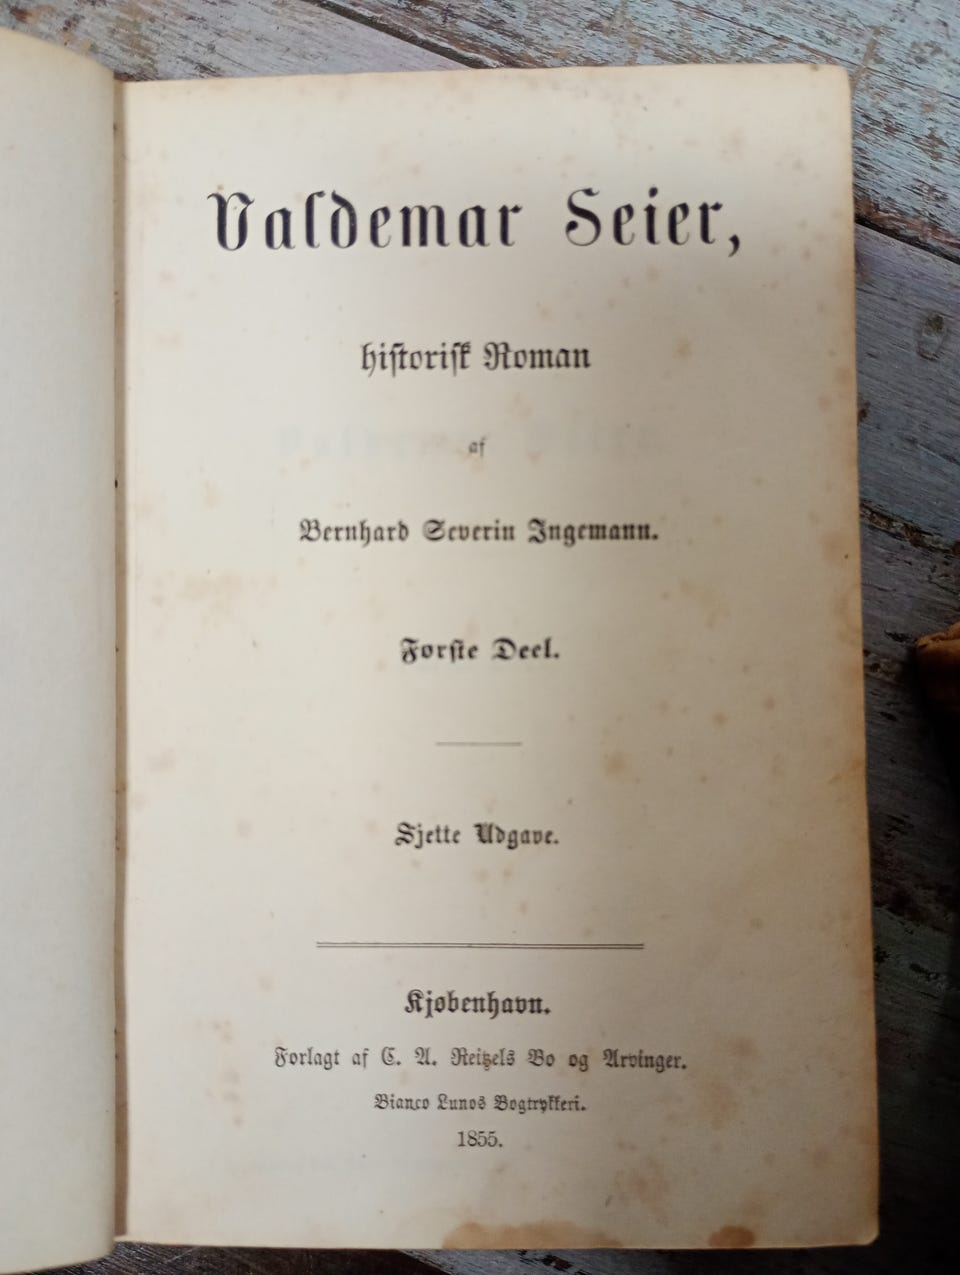 Valdemar Seier,
historisk Roman
af
Bernhard Severin Ingemann.
Første Deel.
Sjette Udgave.
Kjøbenhavn.
Forlagt af C. A. Reitzels Bo og Arvinger.
Bianco Lunos Bogtrykkeri.
1855.